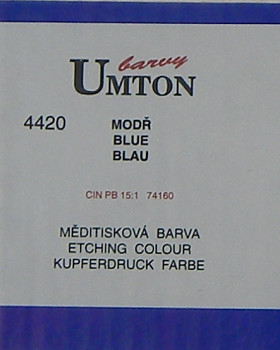 barvy
UMTON
4420 MODŘ
BLUE
BLAU
CIN PB 15:1 74160
MĚDITISKOVÁ BARVA
ETCHING COLOUR
KUPFERDRUCK FARBE